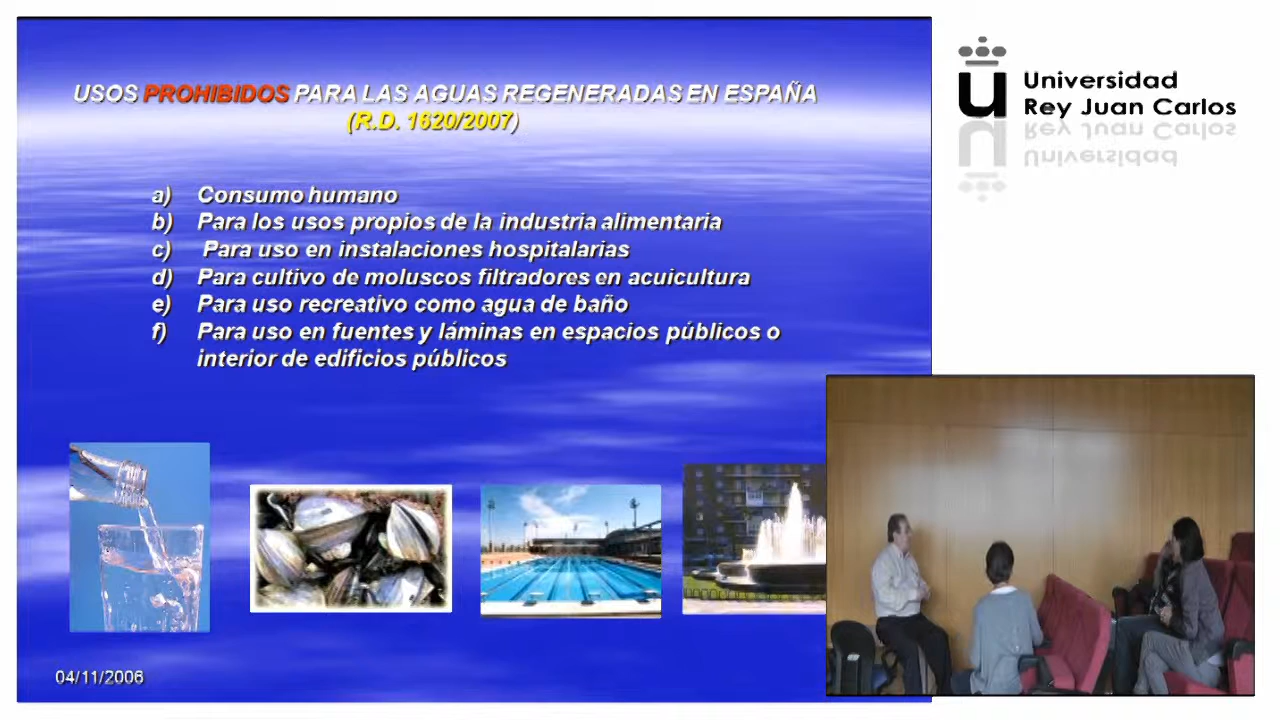 USOS PROHIBIDOS PARA LAS AGUAS REGENERADAS EN ESPAÑA
(R.D. 1620/2007)
a) Consumo humano
b) Para los usos propios de la industria alimentaria
c) Para uso en instalaciones hospitalarias
d) Para cultivo de moluscos filtradores en acuicultura
e) Para uso recreativo como agua de baño
f) Para uso en fuentes y láminas en espacios públicos o
interior de edificios públicos
04/11/2006
u Universidad
Rey Juan Carlos